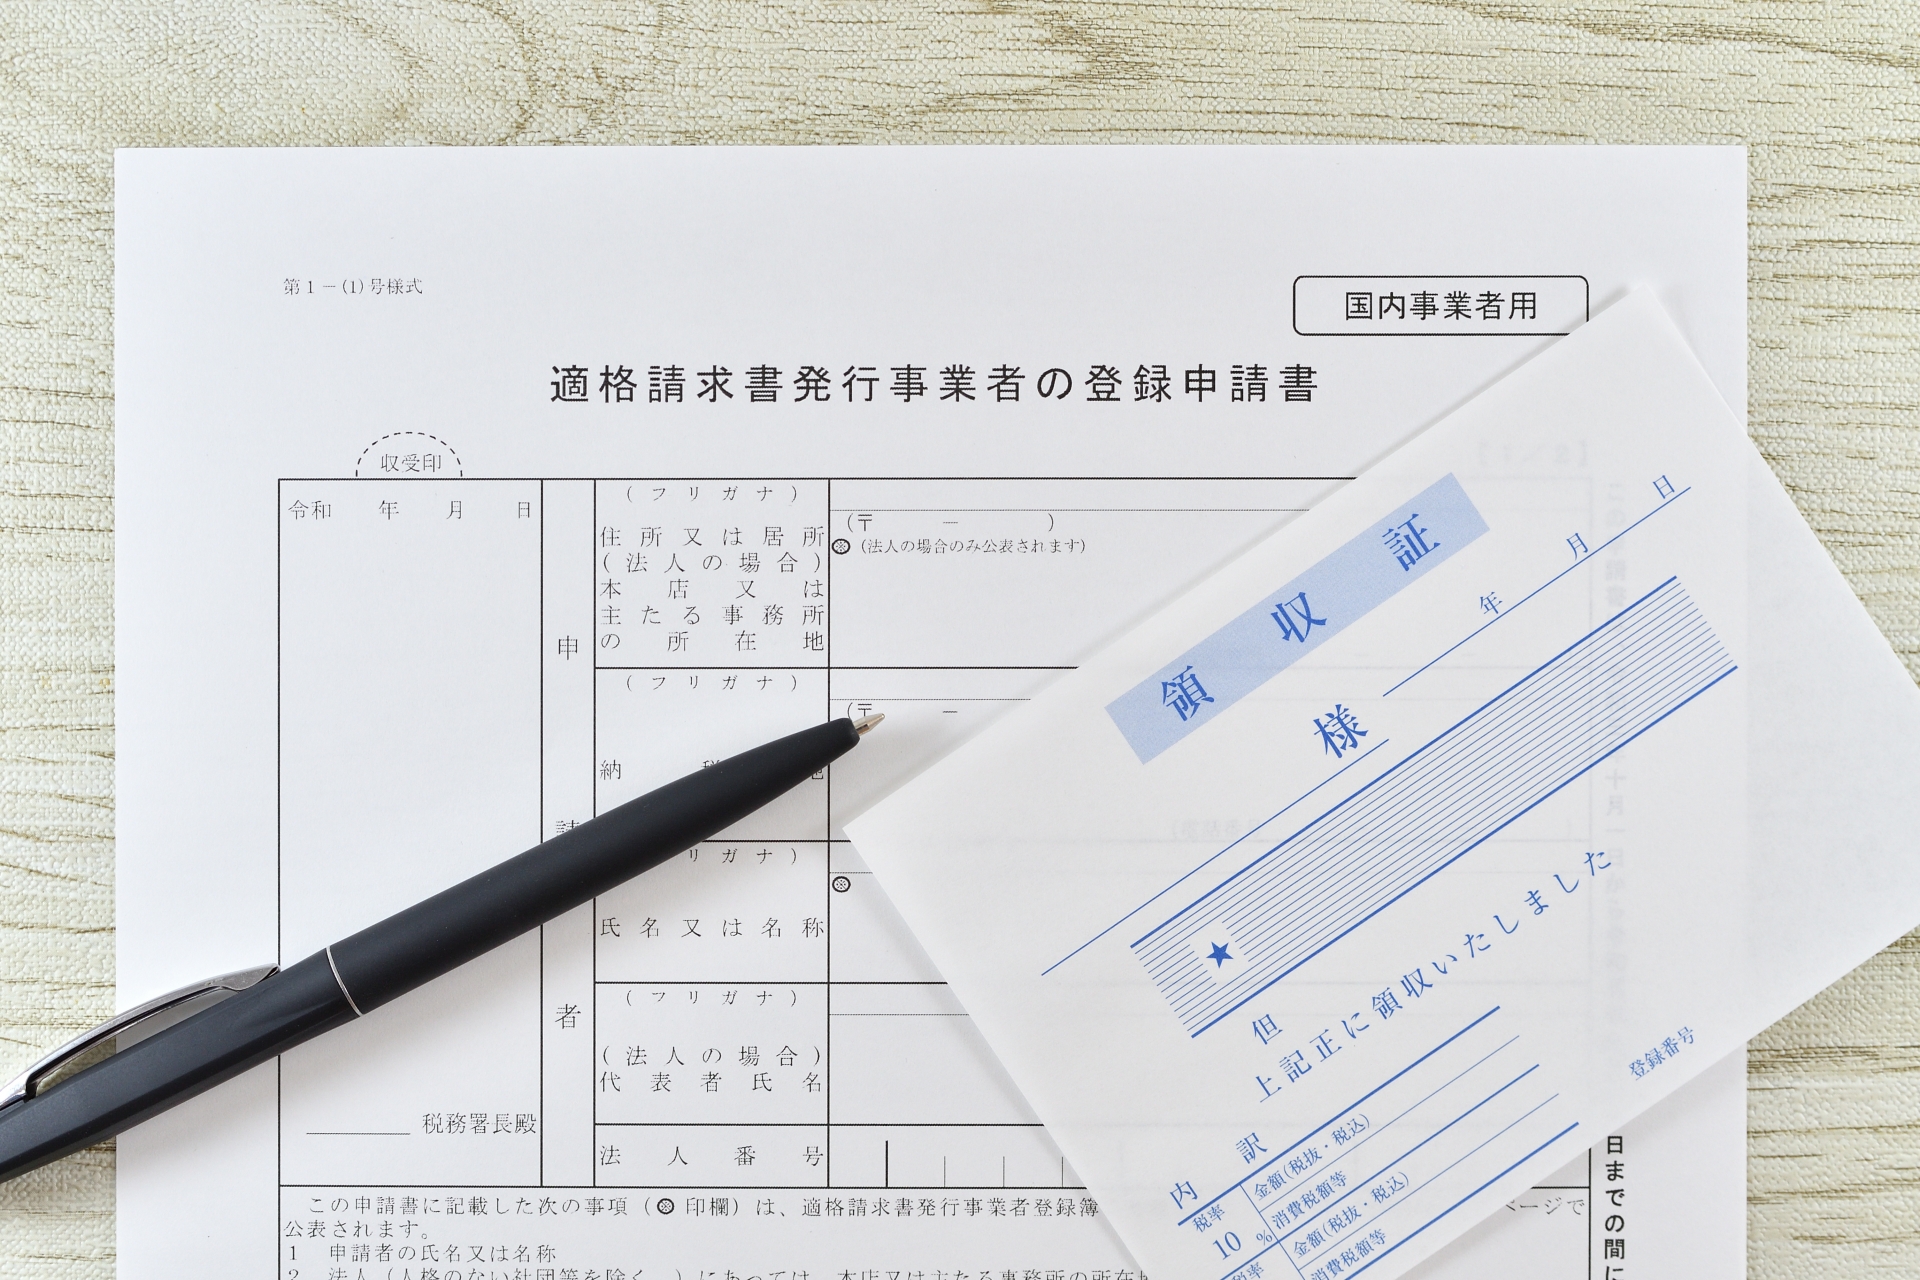 第1－(1)号様式
国内事業者用
適格請求書発行事業者の登録申請書
収受印
令和　年　月　日
税務署長殿
申請者
(フリガナ)
住所又は居所
(法人の場合)
本店又は
主たる事務所
の所在地
(〒　－　)
◎(法人の場合のみ公表されます)
(フリガナ)
納税地
(〒　－
リガナ)
氏名又は名称
◎
(フリガナ)
(法人の場合)
代表者氏名
法人番号
この申請書に記載した次の事項（◎印欄）は、適格請求書発行事業者登録簿
ページで
公表されます。
1　申請者の氏名又は名称
2　法人（人格のない社団等を除く。）にあっては、本店又は主たる事務所の所在
日までの間に
領収証
年　月　日
様
★
但
上記正に領収いたしました
内訳
税率
10%
金額(税抜・税込)
消費税額等
税率
金額(税抜・税込)
消費税額等
登録番号